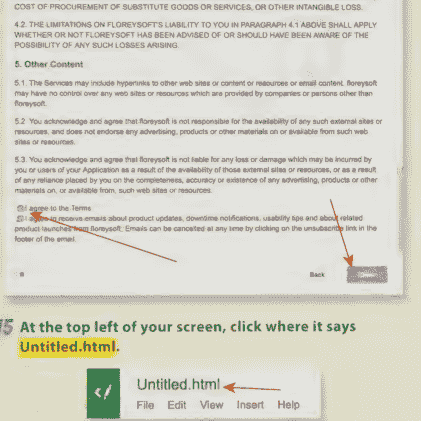 COST OF PROCUREMENT OF SUBSTITUTE GOODS OR SERVICES, OR OTHER INTANGIBLE LOSS.
4.2. THE LIMITATIONS ON FLOREYSOFT'S LIABILITY TO YOU IN PARAGRAPH 4.1 ABOVE SHALL APPLY
WHETHER OR NOT FLOREYSOFT HAS BEEN ADVISED OF OR SHOULD HAVE BEEN AWARE OF THE
POSSIBILITY OF ANY SUCH LOSSES ARISING.
5. Other Content
5.1. The Services may include hyperlinks to other web sites or content or resources or email content. floreysoft
may have no control over any web sites or resources which are provided by companies or persons other than
floreysoft.
5.2. You acknowledge and agree that floreysoft is not responsible for the availability of any such external sites or
resources, and does not endorse any advertising, products or other materials on or available from such web
sites or resources.
5.3. You acknowledge and agree that floreysoft is not liable for any loss or damage which may be incurred by
you or users of your Application as a result of the availability of those external sites or resources, or as a result
of any reliance placed by you on the completeness, accuracy or existence of any advertising, products or other
materials on, or available from, such web sites or resources.
I agree to the Terms
I agree to receive emails about product updates, downtime notifications, usability tips and about related
product launches from floreysoft. Emails can be cancelled at any time by clicking on the unsubscribe link in the
footer of the email.
Back
15 At the top left of your screen, click where it says
Untitled.html.
</> Untitled.html
File Edit View Insert Help